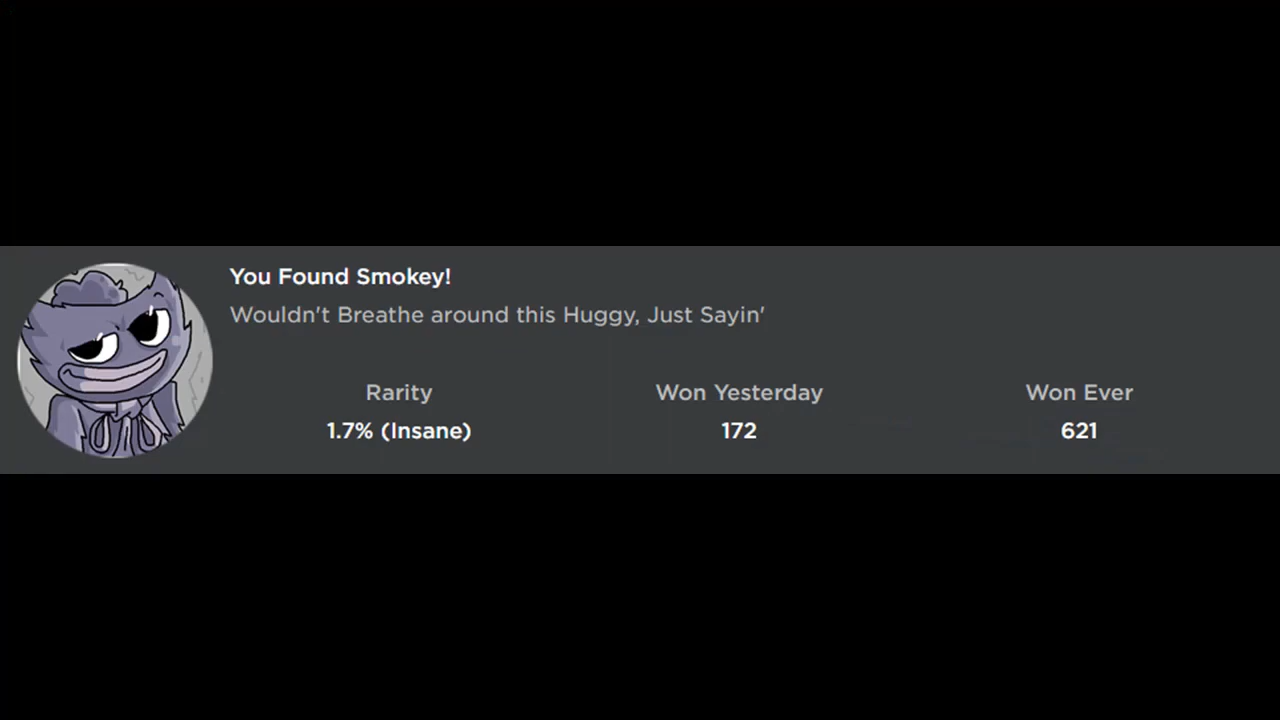 You Found Smokey!
Wouldn't Breathe around this Huggy, Just Sayin'
Rarity Won Yesterday Won Ever
1.7% (Insane) 172 621